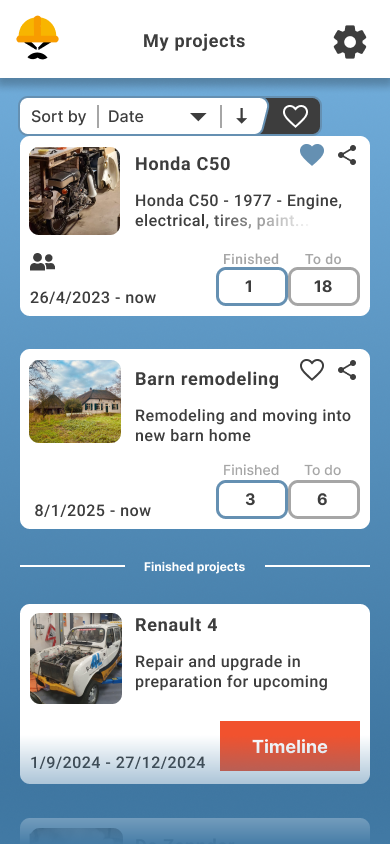 My projects
Sort by
Date
Honda C50
Honda C50 - 1977 - Engine,
electrical, tires, paint...
Finished
To do
1
18
26/4/2023 - now
Barn remodeling
Remodeling and moving into
new barn home
Finished
To do
3
6
8/1/2025 - now
Finished projects
Renault 4
Repair and upgrade in
preparation for upcoming
1/9/2024 - 27/12/2024
Timeline